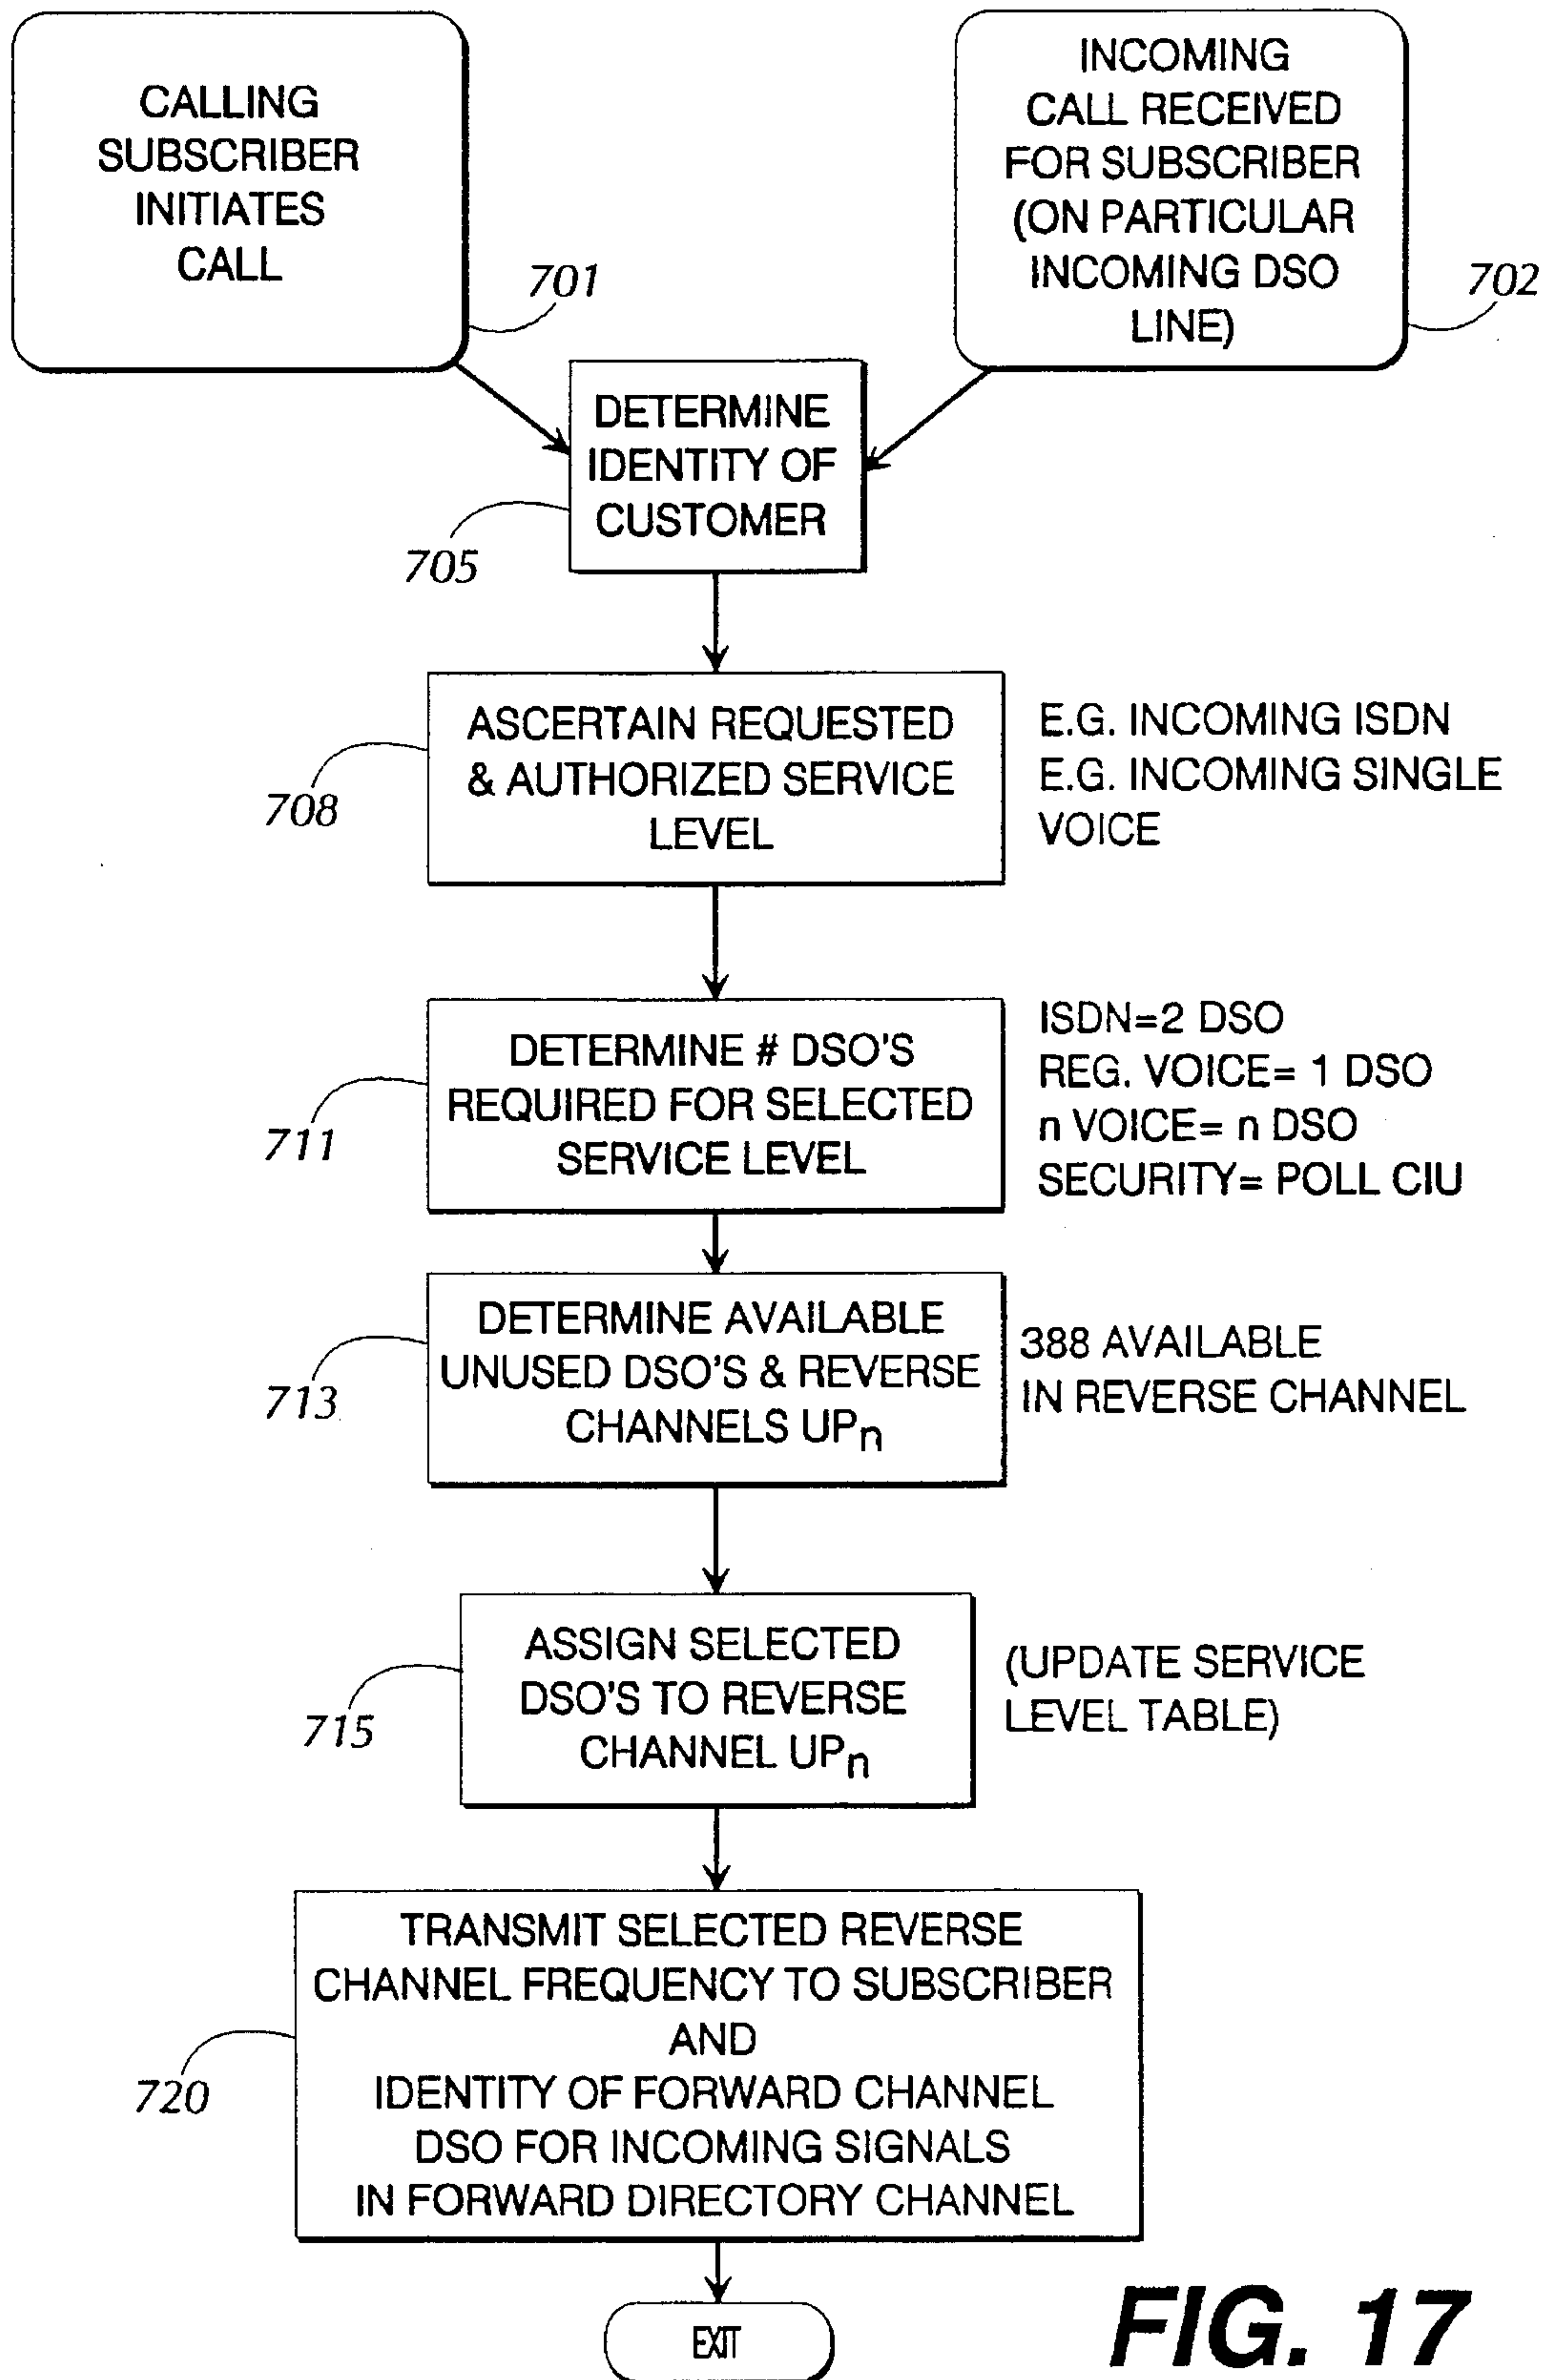 CALLING
SUBSCRIBER
INITIATES
CALL
701
INCOMING
CALL RECEIVED
FOR SUBSCRIBER
(ON PARTICULAR
INCOMING DSO
LINE)
702
DETERMINE
IDENTITY OF
CUSTOMER
705
ASCERTAIN REQUESTED
& AUTHORIZED SERVICE
LEVEL
708
E.G. INCOMING ISDN
E.G. INCOMING SINGLE
VOICE
DETERMINE # DSO'S
REQUIRED FOR SELECTED
SERVICE LEVEL
711
ISDN=2 DSO
REG. VOICE= 1 DSO
n VOICE= n DSO
SECURITY= POLL CIU
DETERMINE AVAILABLE
UNUSED DSO'S & REVERSE
CHANNELS UPn
713
388 AVAILABLE
IN REVERSE CHANNEL
ASSIGN SELECTED
DSO'S TO REVERSE
CHANNEL UPn
715
(UPDATE SERVICE
LEVEL TABLE)
TRANSMIT SELECTED REVERSE
CHANNEL FREQUENCY TO SUBSCRIBER
AND
IDENTITY OF FORWARD CHANNEL
DSO FOR INCOMING SIGNALS
IN FORWARD DIRECTORY CHANNEL
720
EXIT
FIG. 17